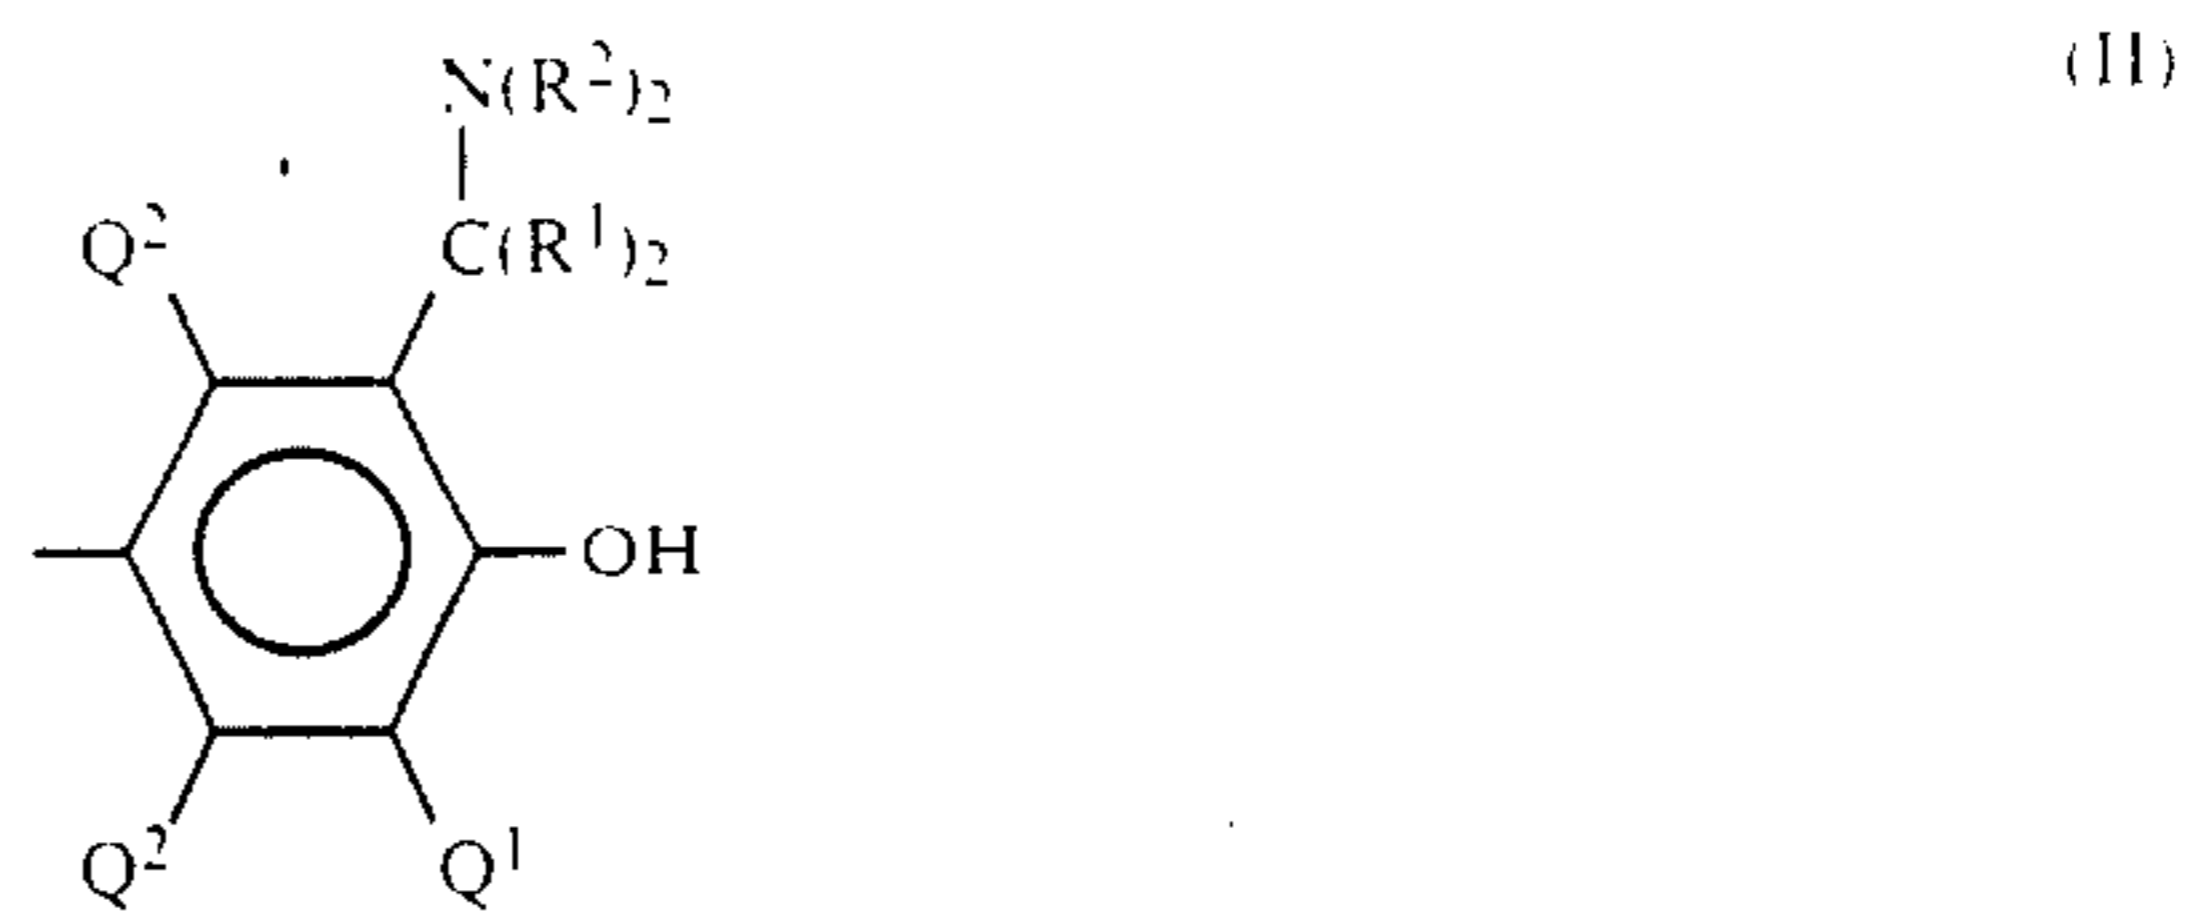 N(R²)₂ (II)
Q² C(R¹)₂
OH
Q² Q¹